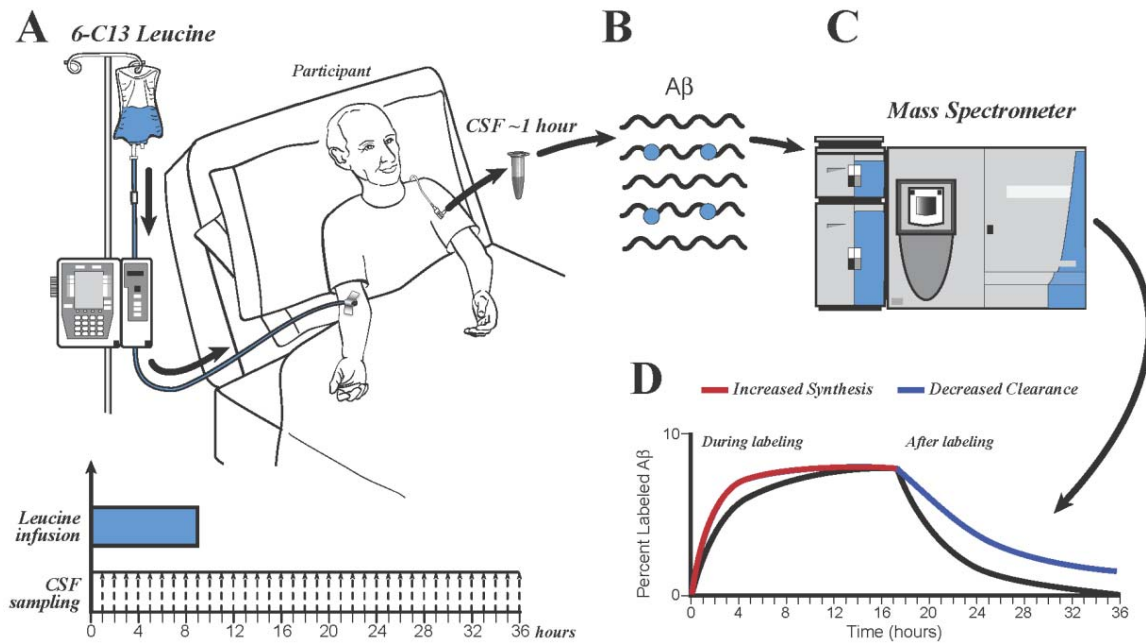 A
6-C13 Leucine
Participant
CSF ~1 hour
B
Aβ
C
Mass Spectrometer
Leucine
infusion
CSF
sampling
0 4 8 12 16 20 24 28 32 36 hours
D
Increased Synthesis
Decreased Clearance
During labeling
After labeling
Percent Labeled Aβ
10
0
0 4 8 12 16 20 24 28 32 36
Time (hours)